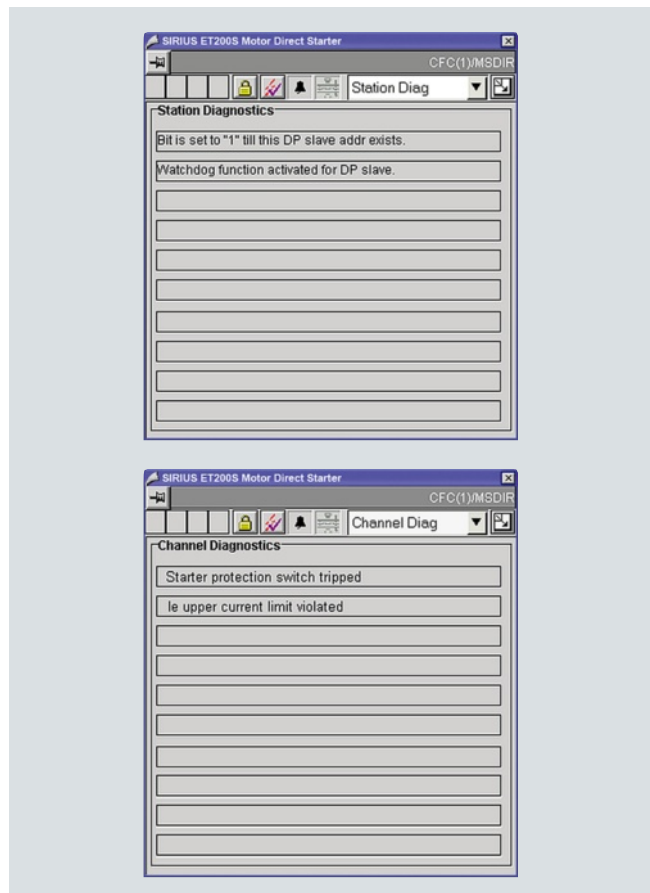 SIRIUS ET200S Motor Direct Starter
CFC(1)/MSDIR
Station Diag
Station Diagnostics
Bit is set to "1" till this DP slave addr exists.
Watchdog function activated for DP slave.
SIRIUS ET200S Motor Direct Starter
CFC(1)/MSDIR
Channel Diag
Channel Diagnostics
Starter protection switch tripped
Ie upper current limit violated